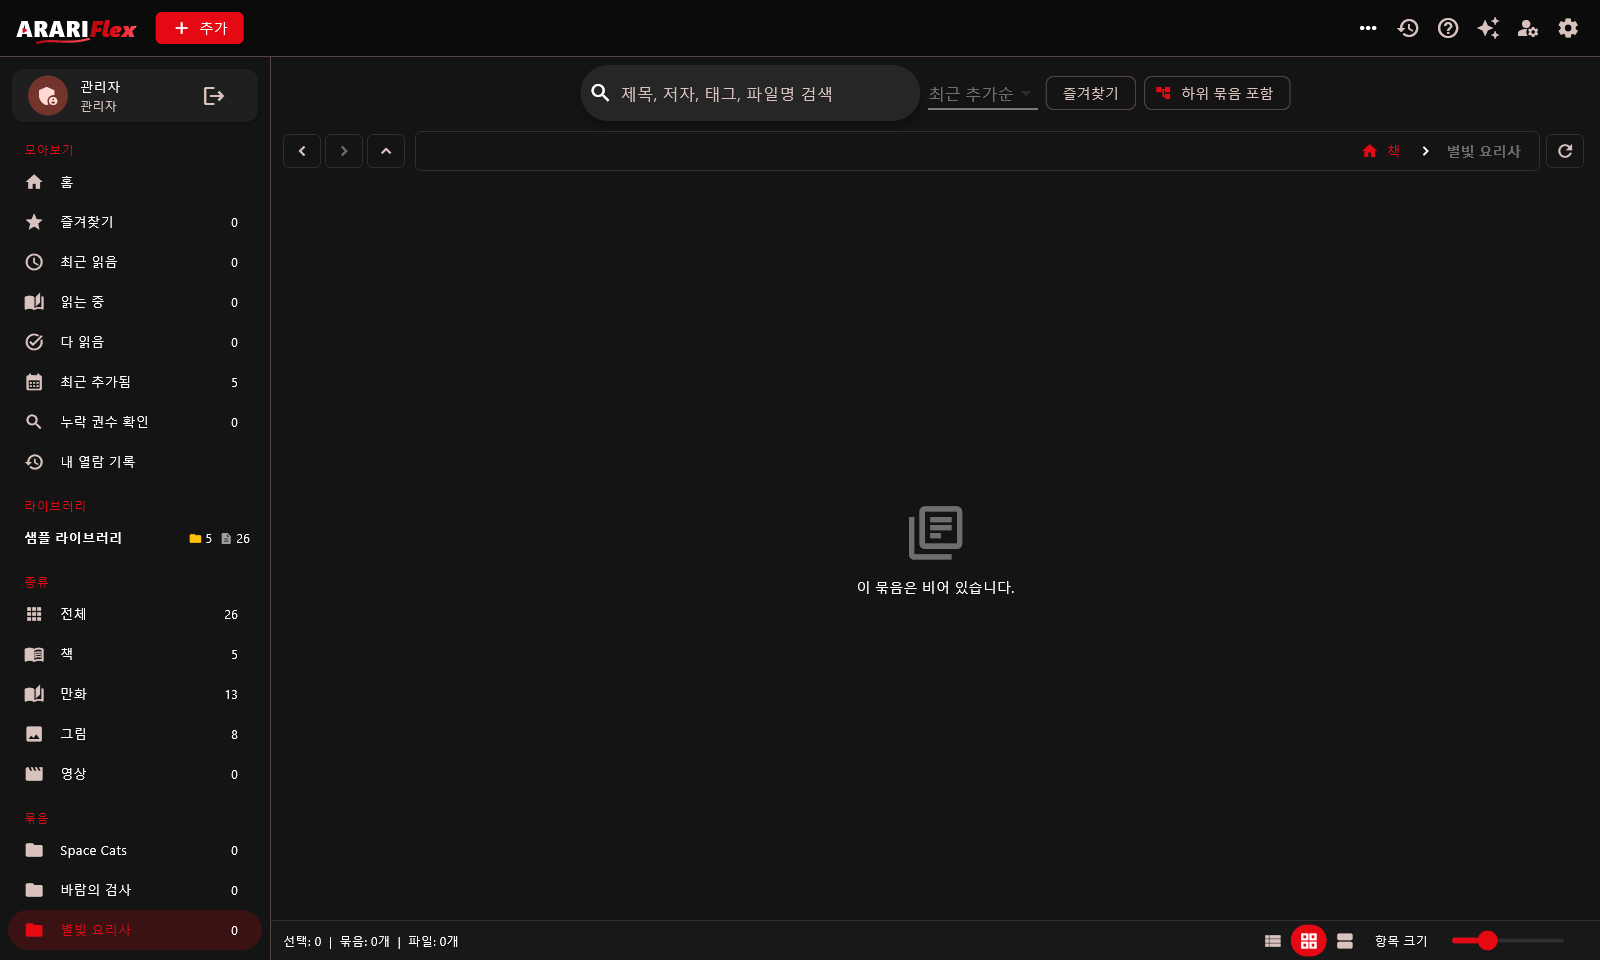 ARARIFlex
추가
관리자
관리자
제목, 저자, 태그, 파일명 검색
최근 추가순
즐겨찾기
하위 묶음 포함
책
별빛 요리사
모아보기
홈
즐겨찾기 0
최근 읽음 0
읽는 중 0
다 읽음 0
최근 추가됨 5
누락 권수 확인 0
내 열람 기록
라이브러리
샘플 라이브러리 5 26
종류
전체 26
책 5
만화 13
그림 8
영상 0
묶음
Space Cats 0
바람의 검사 0
별빛 요리사 0
이 묶음은 비어 있습니다.
선택: 0 | 묶음: 0개 | 파일: 0개
항목 크기